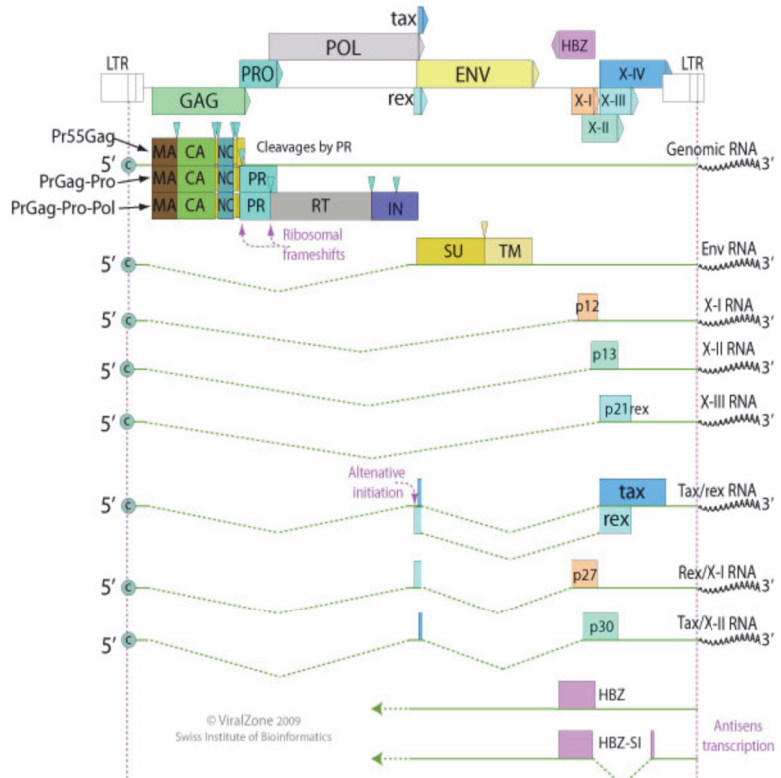 tax
POL
HBZ
LTR
LTR
PRO
ENV
X-IV
GAG
rex
X-I
X-III
X-II
Pr55Gag
Cleavages by PR
Genomic RNA
MA CA NC
5' C 3'
PrGag-Pro
MA CA NC PR
PrGag-Pro-Pol
MA CA NC PR RT IN
Ribosomal
frameshifts
Env RNA
SU TM
5' C 3'
X-I RNA
p12
5' C 3'
X-II RNA
p13
5' C 3'
X-III RNA
p21rex
5' C 3'
Altenative
initiation
tax
Tax/rex RNA
5' C 3'
rex
Rex/X-I RNA
p27
5' C 3'
Tax/X-II RNA
p30
5' C 3'
HBZ
© ViralZone 2009
Swiss Institute of Bioinformatics
Antisens
transcription
HBZ-SI